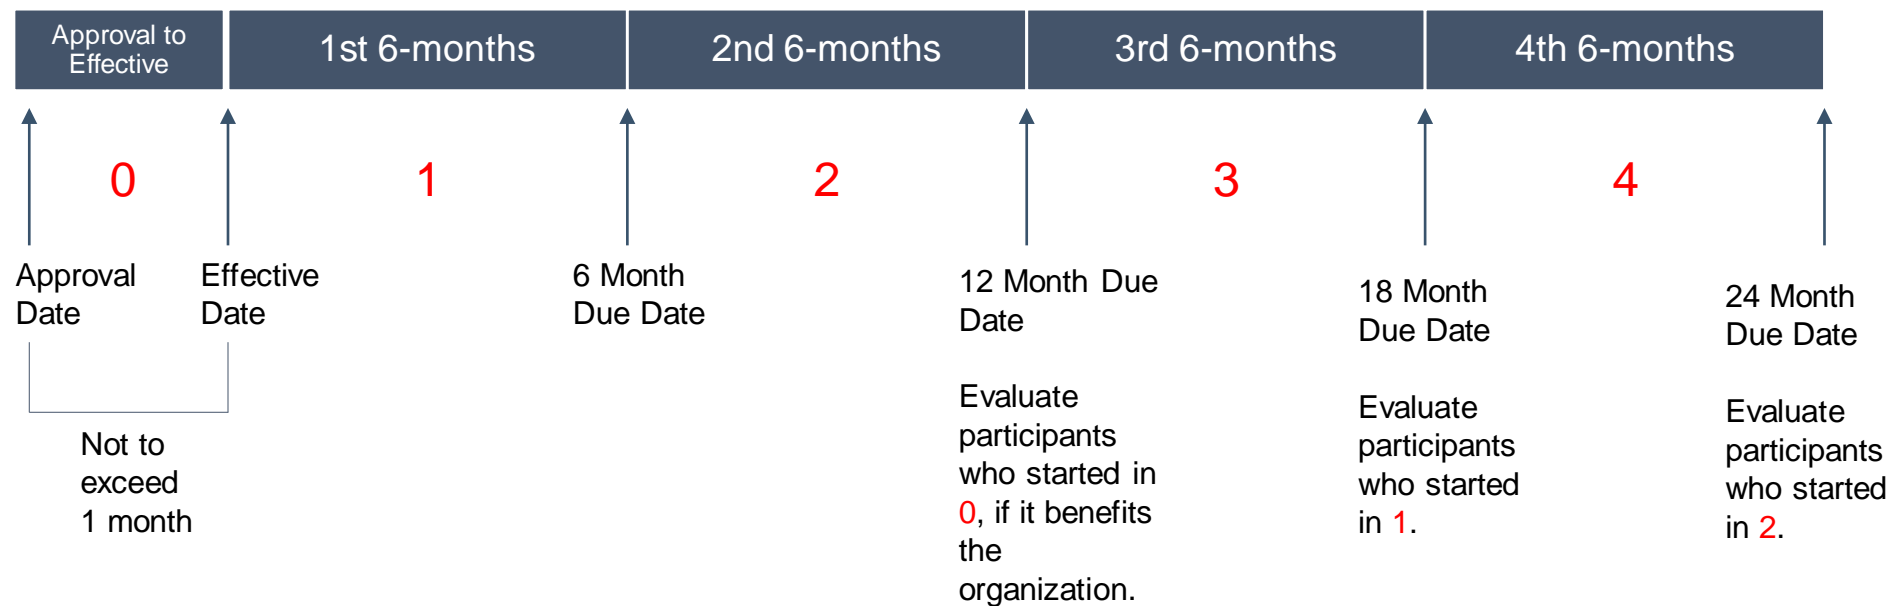 Approval to
Effective
1st 6-months
2nd 6-months
3rd 6-months
4th 6-months
0
1
2
3
4
Approval
Date
Effective
Date
6 Month
Due Date
12 Month Due
Date
18 Month
Due Date
24 Month
Due Date
Not to
exceed
1 month
Evaluate
participants
who started in
0, if it benefits
the
organization.
Evaluate
participants
who started
in 1.
Evaluate
participants
who started
in 2.